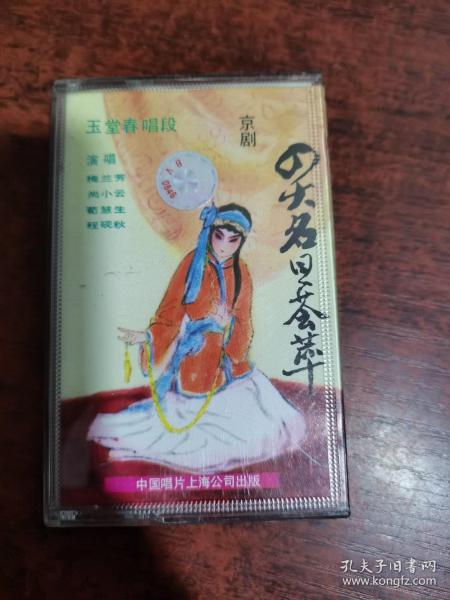 玉堂春唱段
京剧
四大名旦荟萃
演唱
梅兰芳
尚小云
荀慧生
程砚秋
中国唱片上海公司出版
孔夫子旧书网
www.kongfz.com